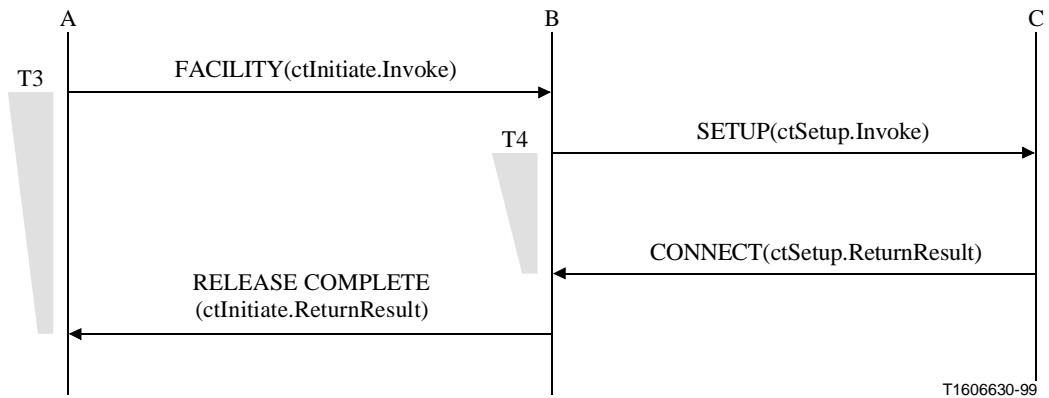 A
B
C
FACILITY(ctInitiate.Invoke)
T3
SETUP(ctSetup.Invoke)
T4
CONNECT(ctSetup.ReturnResult)
RELEASE COMPLETE
(ctInitiate.ReturnResult)
T1606630-99